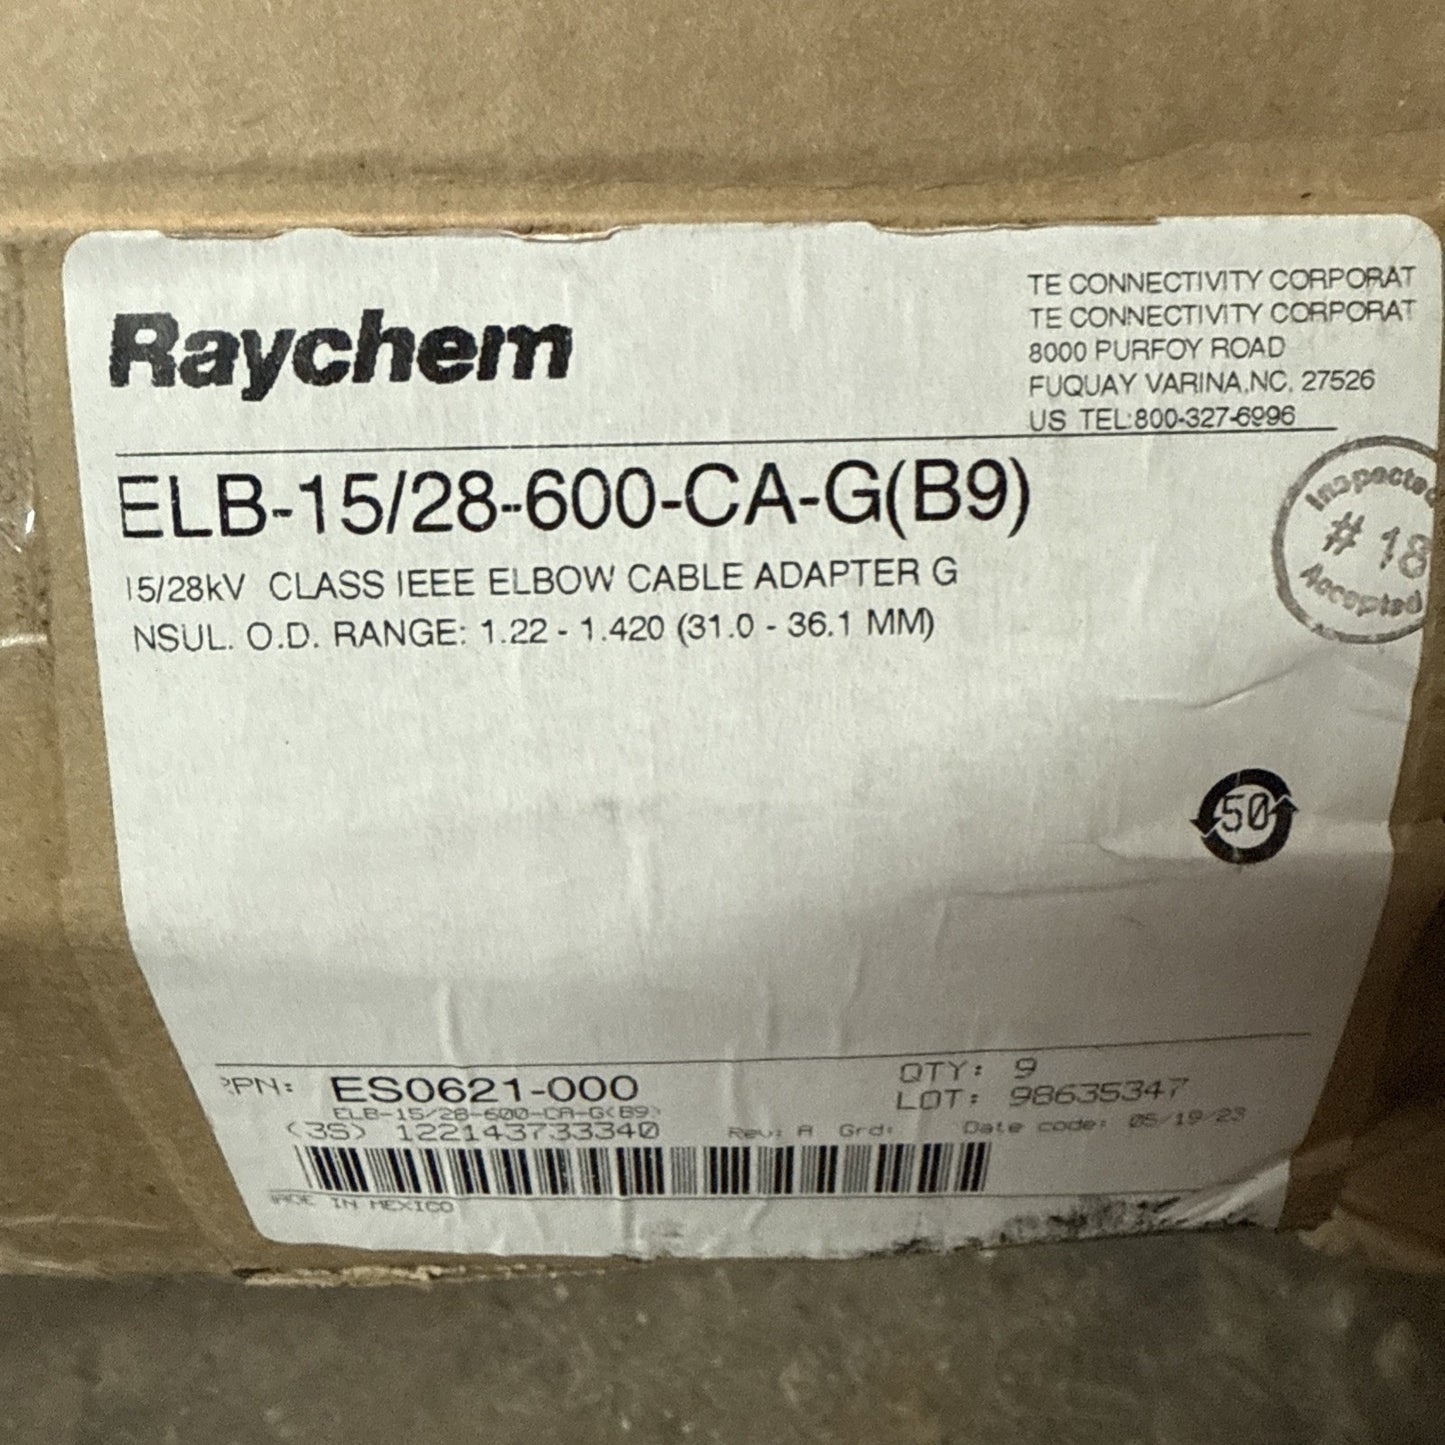 Raychem
TE CONNECTIVITY CORPORAT
TE CONNECTIVITY CORPORAT
8000 PURFOY ROAD
FUQUAY VARINA,NC, 27526
US TEL:800-327-6996
ELB-15/28-600-CA-G(B9)
15/28kV CLASS IEEE ELBOW CABLE ADAPTER G
NSUL. O.D. RANGE: 1.22 - 1.420 (31.0 - 36.1 MM)
Inspected
# 18
Accepted
50
PN: ES0621-000
ELB-15/28-600-CA-G(B9)
(3S) 122143733340
QTY: 9
LOT: 98635347
Rev: A Grd: Date code: 05/19/23
MADE IN MEXICO